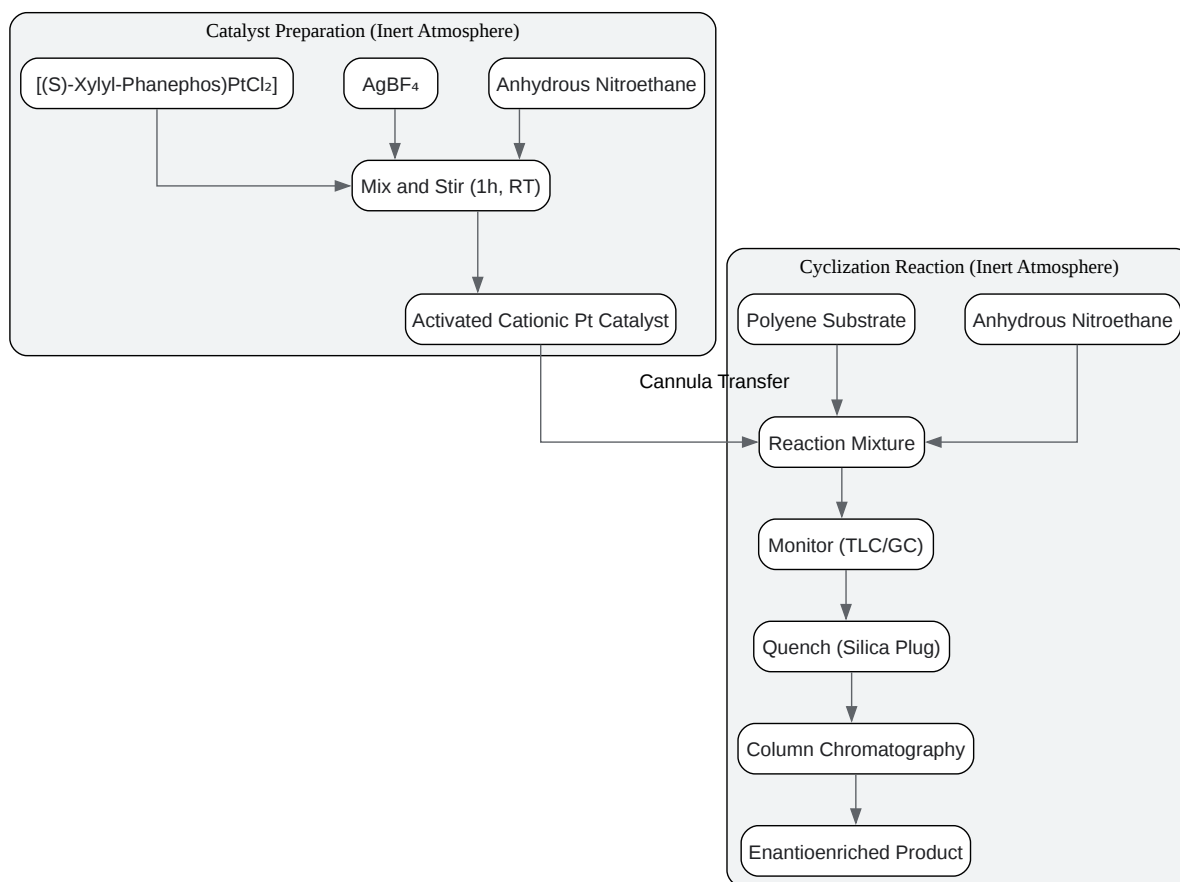 Catalyst Preparation (Inert Atmosphere)
[(S)-Xylyl-Phanephos)PtCl₂]
AgBF₄
Anhydrous Nitroethane
Mix and Stir (1h, RT)
Activated Cationic Pt Catalyst
Cannula Transfer
Cyclization Reaction (Inert Atmosphere)
Polyene Substrate
Anhydrous Nitroethane
Reaction Mixture
Monitor (TLC/GC)
Quench (Silica Plug)
Column Chromatography
Enantioenriched Product